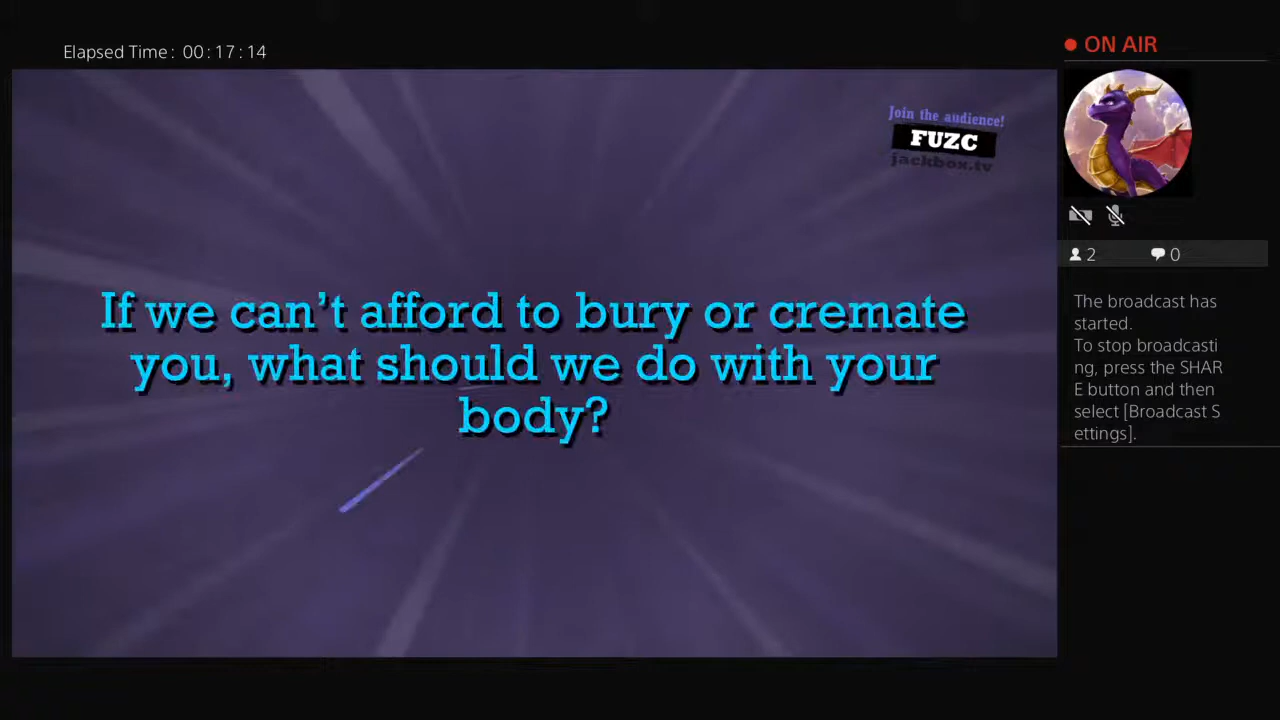 Elapsed Time: 00:17:14
ON AIR
Join the audience!
FUZC
jackbox.tv
2
0
The broadcast has
started.
To stop broadcasti
ng, press the SHAR
E button and then
select [Broadcast S
ettings].
If we can’t afford to bury or cremate
you, what should we do with your
body?